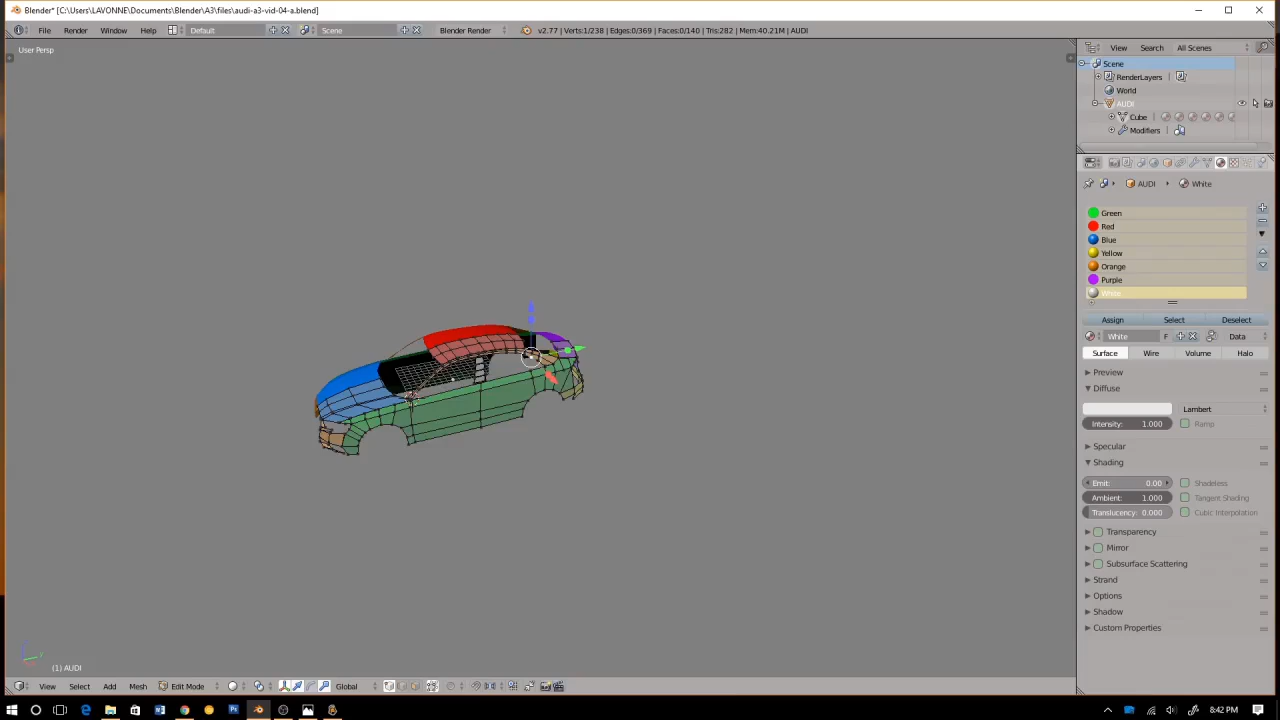 Blender* [C:\Users\LAVONNE\Documents\Blender\A3\files\audi-a3-vid-04-a.blend]
File Render Window Help Default Scene Blender Render v2.77 | Verts:1/238 | Edges:0/369 | Faces:0/140 | Tris:282 | Mem:40.21M | AUDI
User Persp
View Search All Scenes
Scene
RenderLayers
World
AUDI
Cube
Modifiers
AUDI White
Green
Red
Blue
Yellow
Orange
Purple
White
Assign Select Deselect
White F Data
Surface Wire Volume Halo
Preview
Diffuse
Lambert
Intensity: 1.000 Ramp
Specular
Shading
Emit: 0.00 Shadeless
Ambient: 1.000 Tangent Shading
Translucency: 0.000 Cubic Interpolation
Transparency
Mirror
Subsurface Scattering
Strand
Options
Shadow
Custom Properties
(1) AUDI
View Select Add Mesh Edit Mode Global
8:42 PM